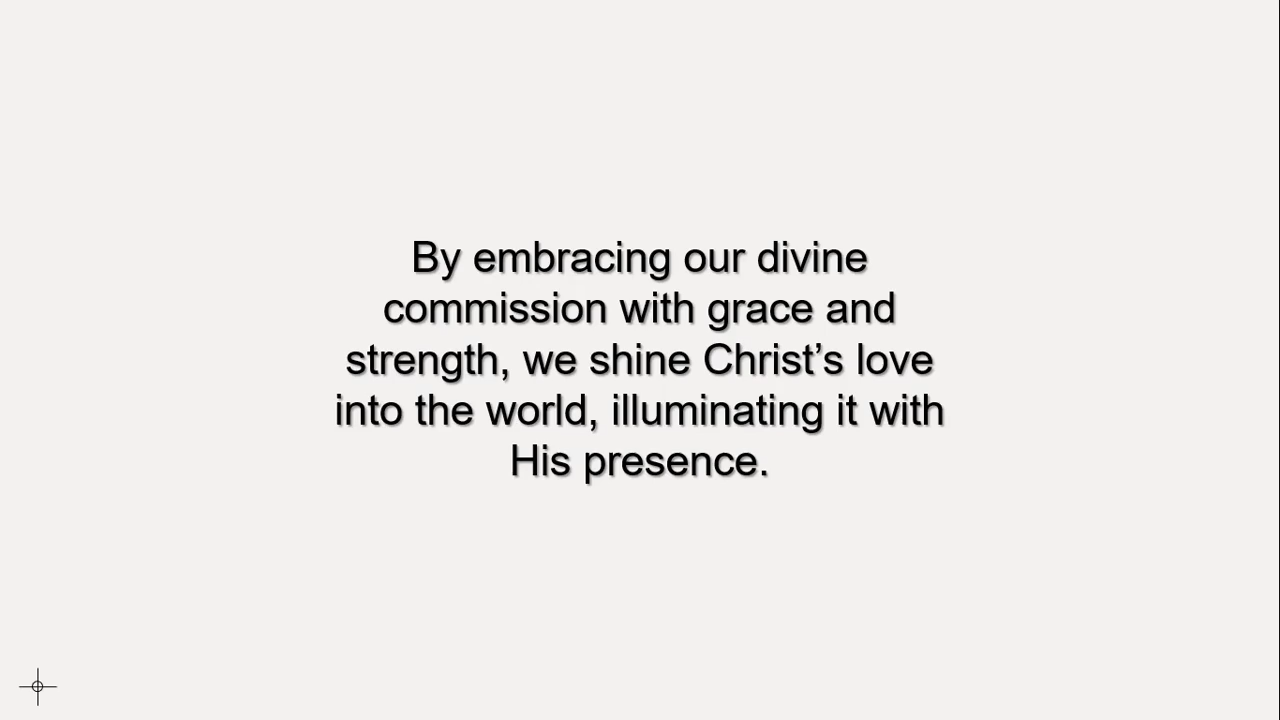 By embracing our divine
commission with grace and
strength, we shine Christ’s love
into the world, illuminating it with
His presence.